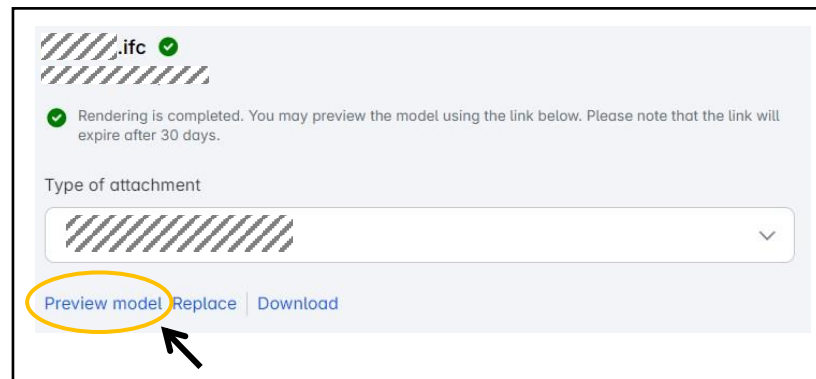 .ifc
Rendering is completed. You may preview the model using the link below. Please note that the link will
expire after 30 days.
Type of attachment
Preview model Replace Download